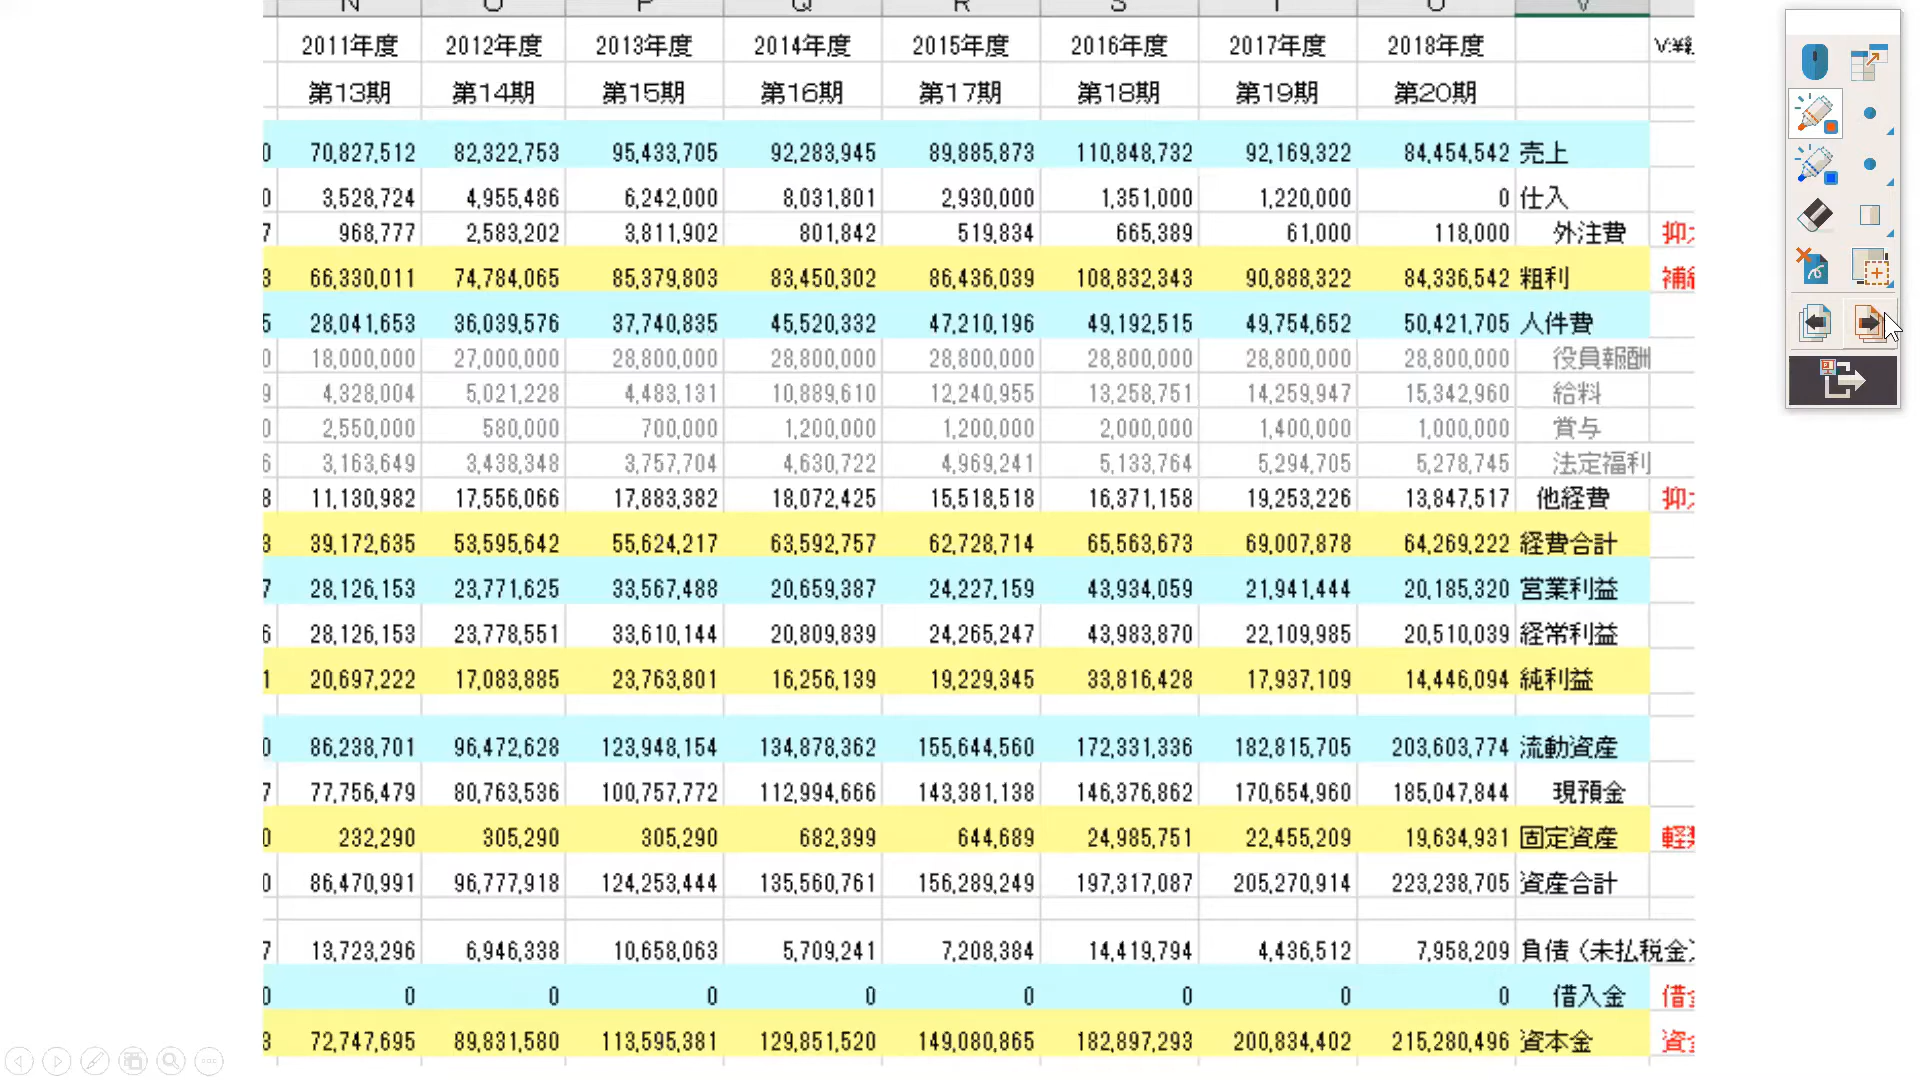 N O P Q R S T U V
2011年度 2012年度 2013年度 2014年度 2015年度 2016年度 2017年度 2018年度
第13期 第14期 第15期 第16期 第17期 第18期 第19期 第20期
0 70,827,512 82,322,753 95,433,705 92,283,945 89,885,873 110,848,732 92,169,322 84,454,542 売上
0 3,528,724 4,955,486 6,242,000 8,031,801 2,930,000 1,351,000 1,220,000 0 仕入
7 968,777 2,583,202 3,811,902 801,842 519,834 665,389 61,000 118,000 外注費 抑
3 66,330,011 74,784,065 85,379,803 83,450,302 86,436,039 108,832,343 90,888,322 84,336,542 粗利 補
5 28,041,653 36,039,576 37,740,835 45,520,332 47,210,196 49,192,515 49,754,652 50,421,705 人件費
0 18,000,000 27,000,000 28,800,000 28,800,000 28,800,000 28,800,000 28,800,000 28,800,000 役員報酬
9 4,328,004 5,021,228 4,483,131 10,889,610 12,240,955 13,258,751 14,259,947 15,342,960 給料
0 2,550,000 580,000 700,000 1,200,000 1,200,000 2,000,000 1,400,000 1,000,000 賞与
6 3,163,649 3,438,348 3,757,704 4,630,722 4,969,241 5,133,764 5,294,705 5,278,745 法定福利
8 11,130,982 17,556,066 17,883,382 18,072,425 15,518,518 16,371,158 19,253,226 13,847,517 他経費 抑
3 39,172,635 53,595,642 55,624,217 63,592,757 62,728,714 65,563,673 69,007,878 64,269,222 経費合計
7 28,126,153 23,771,625 33,567,488 20,659,387 24,227,159 43,934,059 21,941,444 20,185,320 営業利益
6 28,126,153 23,778,551 33,610,144 20,809,839 24,265,247 43,983,870 22,109,985 20,510,039 経常利益
1 20,697,222 17,083,885 23,763,801 16,256,139 19,229,345 33,816,428 17,937,109 14,446,094 純利益
0 86,238,701 96,472,628 123,948,154 134,878,362 155,644,560 172,331,336 182,815,705 203,603,774 流動資産
7 77,756,479 80,763,536 100,757,772 112,994,666 143,381,138 146,376,862 170,654,960 185,047,844 現預金
0 232,290 305,290 305,290 682,399 644,689 24,985,751 22,455,209 19,634,931 固定資産 軽
0 86,470,991 96,777,918 124,253,444 135,560,761 156,289,249 197,317,087 205,270,914 223,238,705 資産合計
7 13,723,296 6,946,338 10,658,063 5,709,241 7,208,384 14,419,794 4,436,512 7,958,209 負債（未払税金）
0 0 0 0 0 0 0 0 0 借入金 借
3 72,747,695 89,831,580 113,595,381 129,851,520 149,080,865 182,897,293 200,834,402 215,280,496 資本金 資